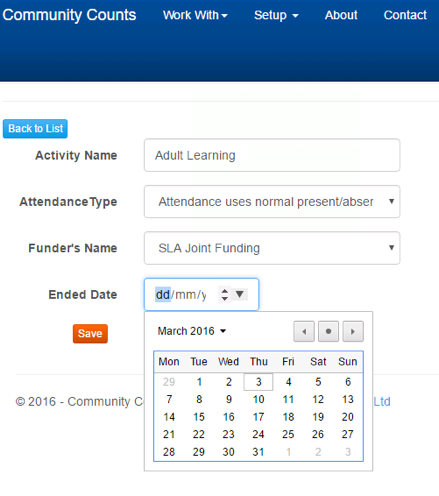 Community Counts Work With Setup About Contact
Back to List
Activity Name Adult Learning
AttendanceType Attendance uses normal present/abser
Funder's Name SLA Joint Funding
Ended Date dd/mm/y
Save
March 2016
Mon Tue Wed Thu Fri Sat Sun
29 1 2 3 4 5 6
7 8 9 10 11 12 13
14 15 16 17 18 19 20
21 22 23 24 25 26 27
28 29 30 31 1 2 3
© 2016 - Community Co Ltd